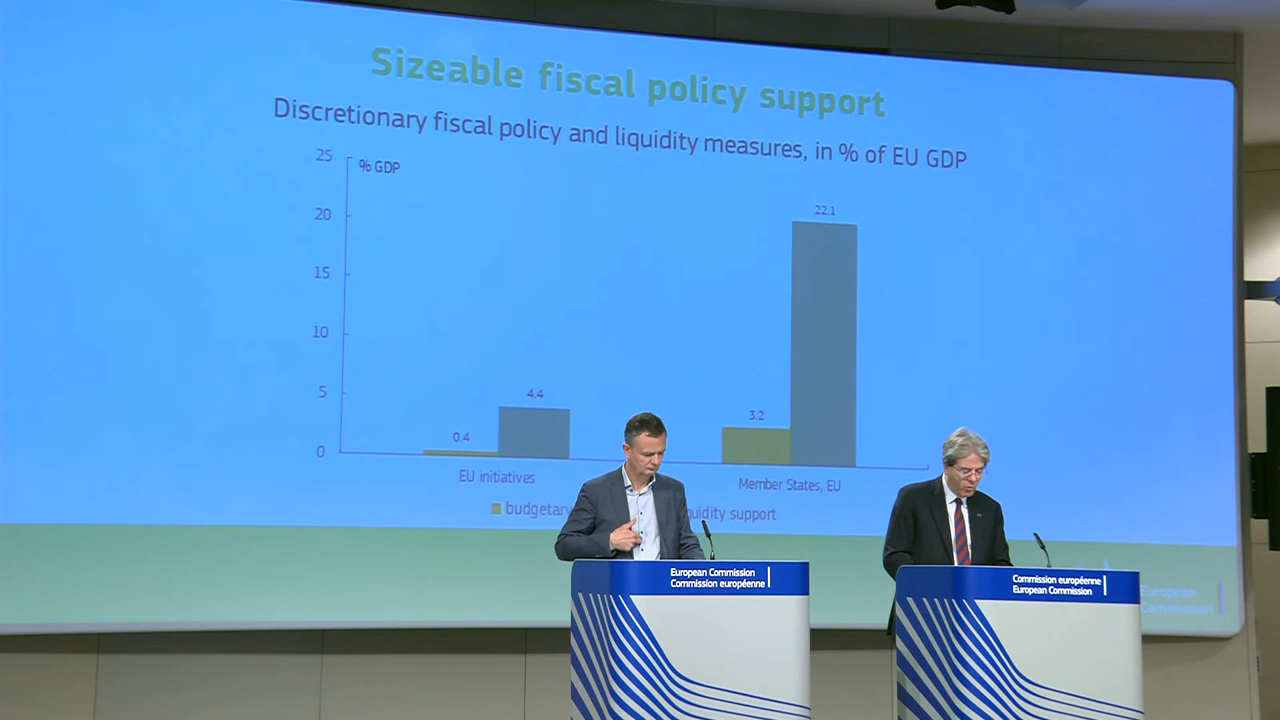 Sizeable fiscal policy support
Discretionary fiscal policy and liquidity measures, in % of EU GDP
25
% GDP
20
22.1
15
10
5
4.4
3.2
0.4
0
EU initiatives
Member States, EU
budgetary
support
European Commission
Commission européenne
Commission européenne
European Commission
European
Commission